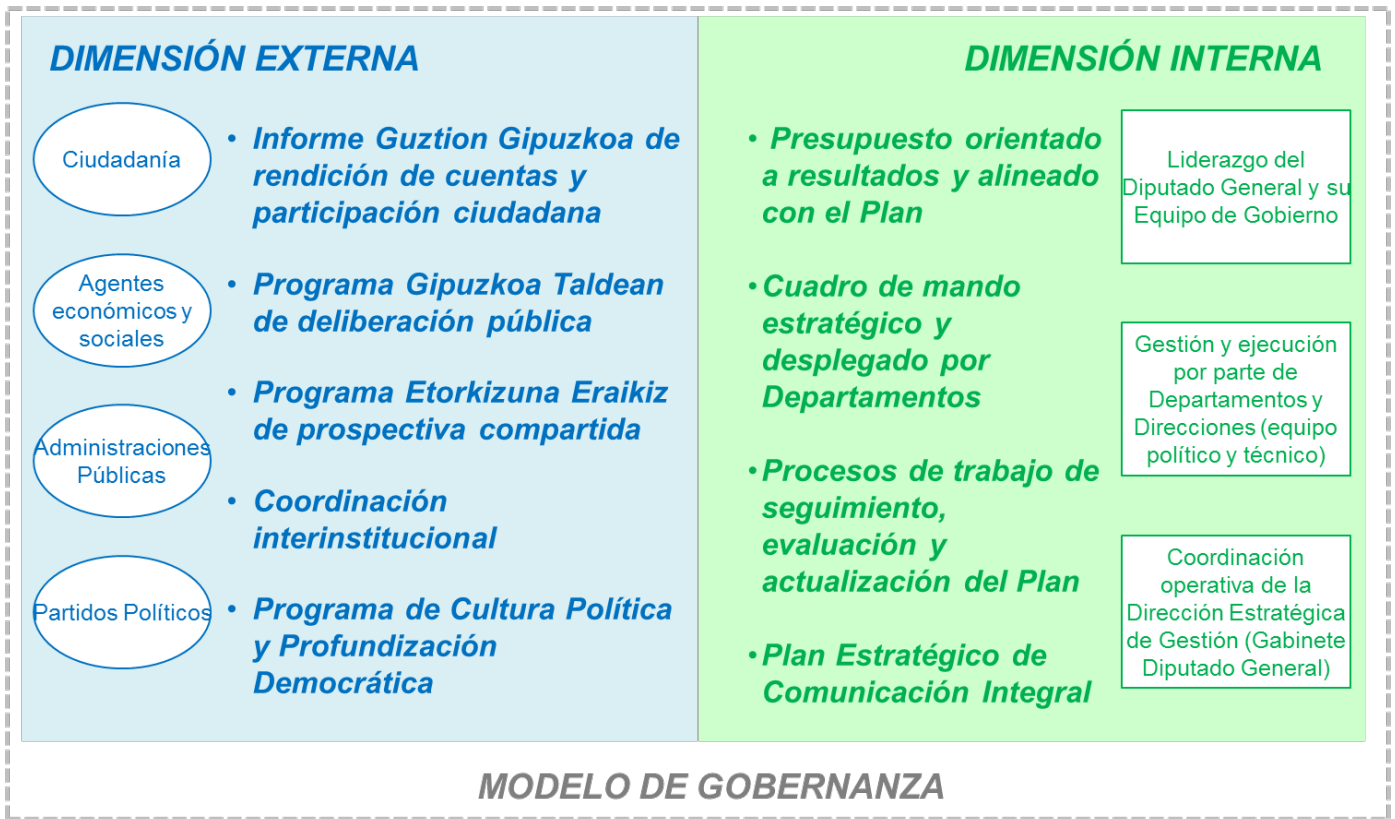 DIMENSIÓN EXTERNA
Ciudadanía
Agentes
económicos y
sociales
Administraciones
Públicas
Partidos Políticos
• Informe Guztion Gipuzkoa de
rendición de cuentas y
participación ciudadana
• Programa Gipuzkoa Taldean
de deliberación pública
• Programa Etorkizuna Eraikiz
de prospectiva compartida
• Coordinación
interinstitucional
• Programa de Cultura Política
y Profundización
Democrática
DIMENSIÓN INTERNA
• Presupuesto orientado
a resultados y alineado
con el Plan
• Cuadro de mando
estratégico y
desplegado por
Departamentos
• Procesos de trabajo de
seguimiento,
evaluación y
actualización del Plan
• Plan Estratégico de
Comunicación Integral
Liderazgo del
Diputado General y su
Equipo de Gobierno
Gestión y ejecución
por parte de
Departamentos y
Direcciones (equipo
político y técnico)
Coordinación
operativa de la
Dirección Estratégica
de Gestión (Gabinete
Diputado General)
MODELO DE GOBERNANZA